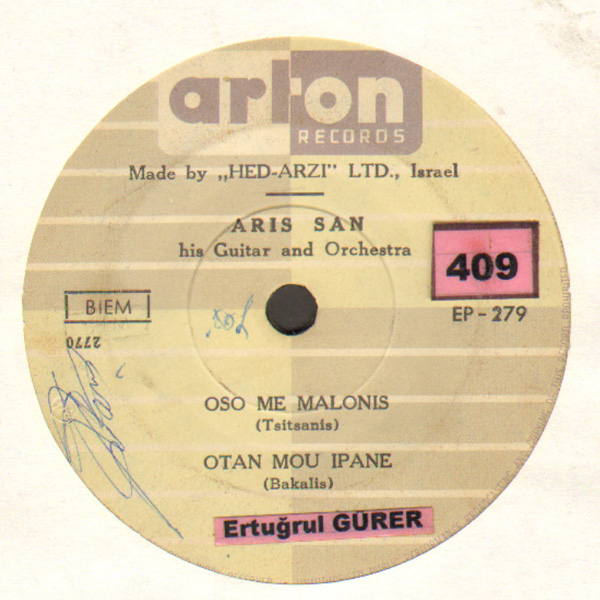 arton
RECORDS
Made by „HED-ARZI" LTD., Israel
ARIS SAN
his Guitar and Orchestra
409
BIEM
EP-279
2770
OSO ME MALONIS
(Tsitsanis)
OTAN MOU IPANE
(Bakalis)
Ertuğrul GÜRER